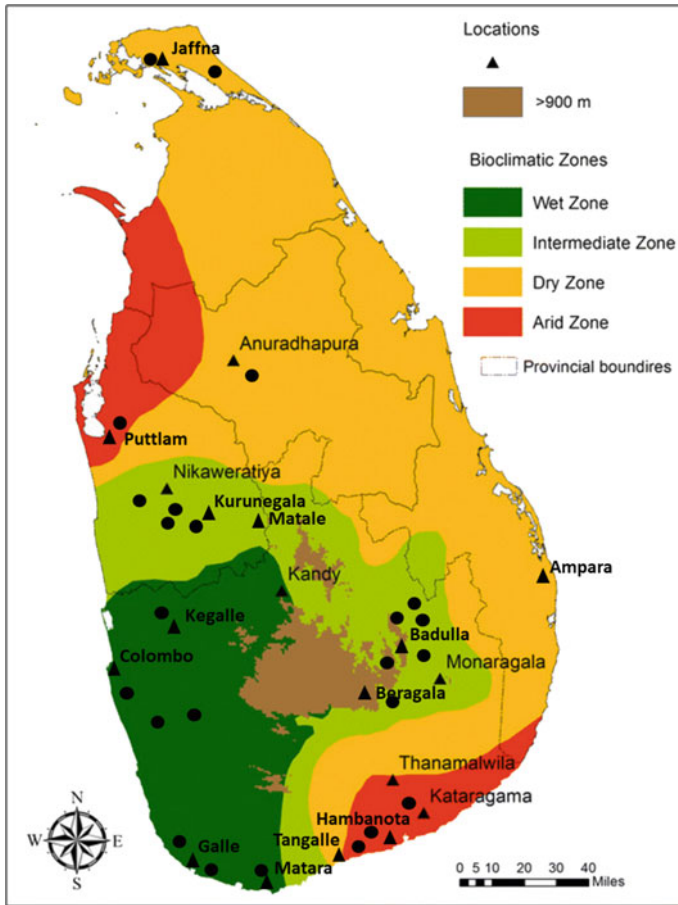 Jaffna
Locations
>900 m
Bioclimatic Zones
Wet Zone
Intermediate Zone
Dry Zone
Arid Zone
Provincial boundires
Anuradhapura
Puttlam
Nikaweratiya
Kurunegala
Matale
Kandy
Ampara
Kegalle
Badulla
Colombo
Monaragala
Beragala
Thanamalwila
Kataragama
Hambanota
Tangalle
Galle
Matara
N
W E
S
0 5 10 20 30 40
Miles